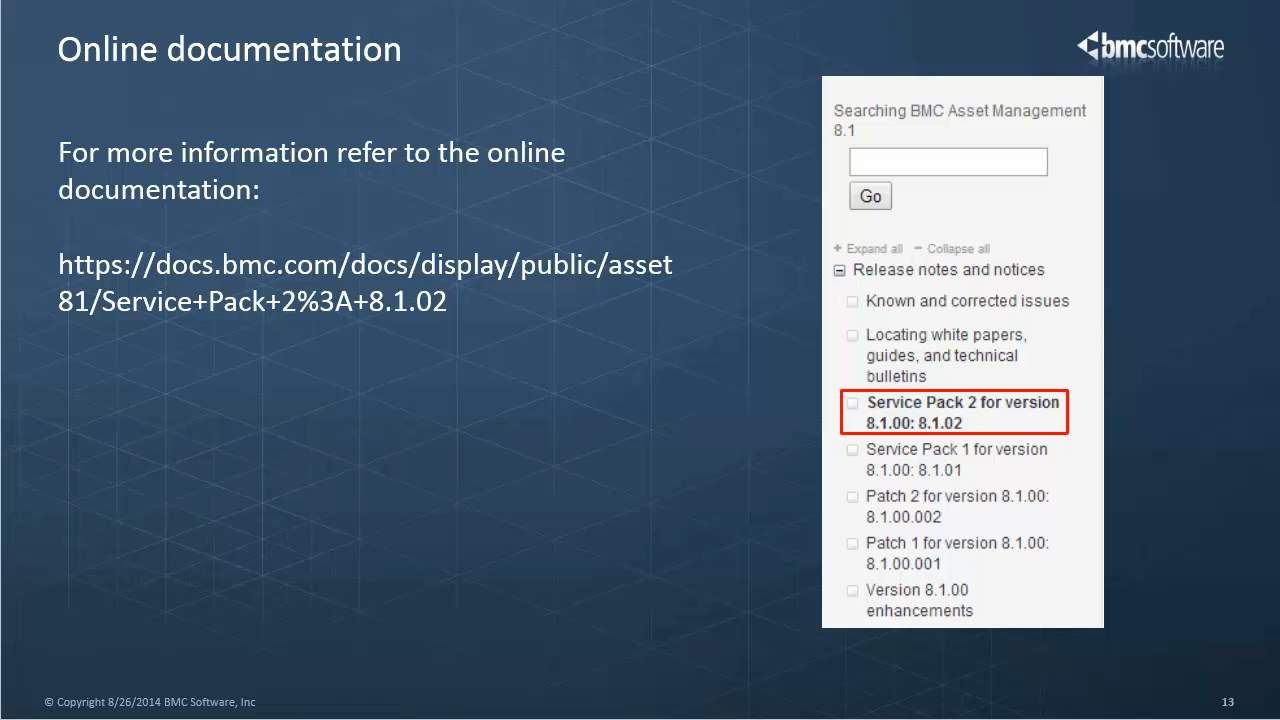 Online documentation
bmcsoftware
For more information refer to the online
documentation:
https://docs.bmc.com/docs/display/public/asset
81/Service+Pack+2%3A+8.1.02
Searching BMC Asset Management
8.1
Go
Expand all Collapse all
Release notes and notices
Known and corrected issues
Locating white papers,
guides, and technical
bulletins
Service Pack 2 for version
8.1.00: 8.1.02
Service Pack 1 for version
8.1.00: 8.1.01
Patch 2 for version 8.1.00:
8.1.00.002
Patch 1 for version 8.1.00:
8.1.00.001
Version 8.1.00
enhancements
© Copyright 8/26/2014 BMC Software, Inc
13